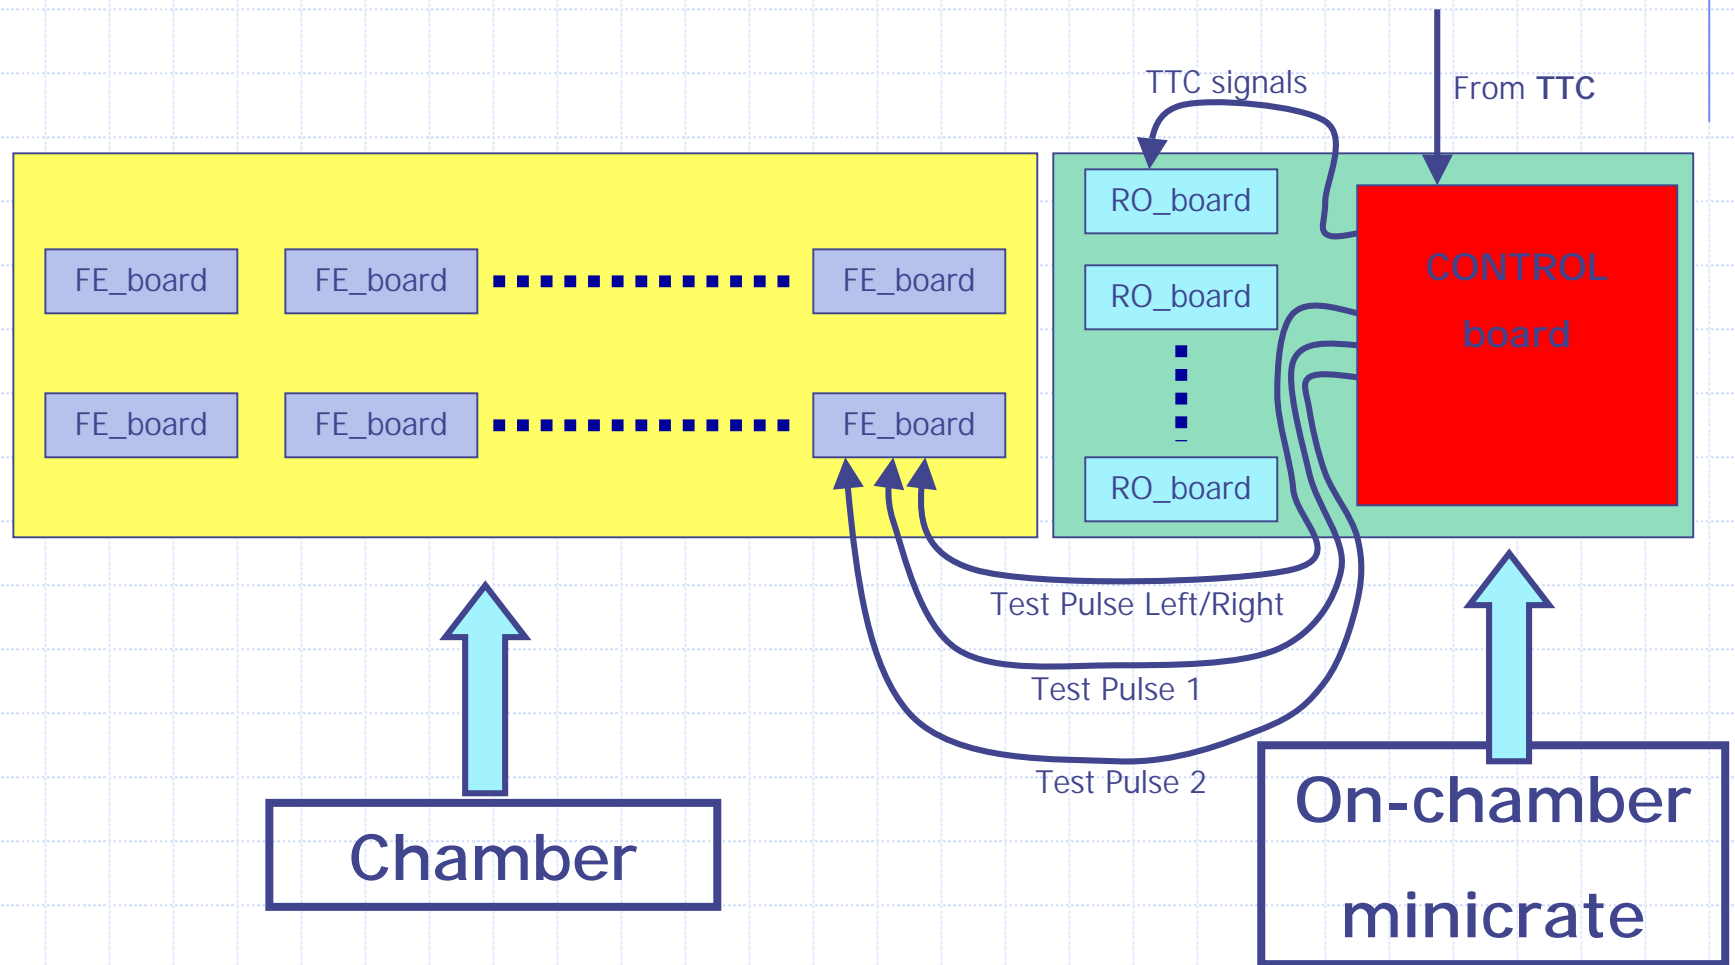 TTC signals
From TTC
RO_board
CONTROL
board
FE_board
FE_board
FE_board
RO_board
FE_board
FE_board
FE_board
RO_board
Test Pulse Left/Right
Test Pulse 1
Test Pulse 2
Chamber
On-chamber
minicrate